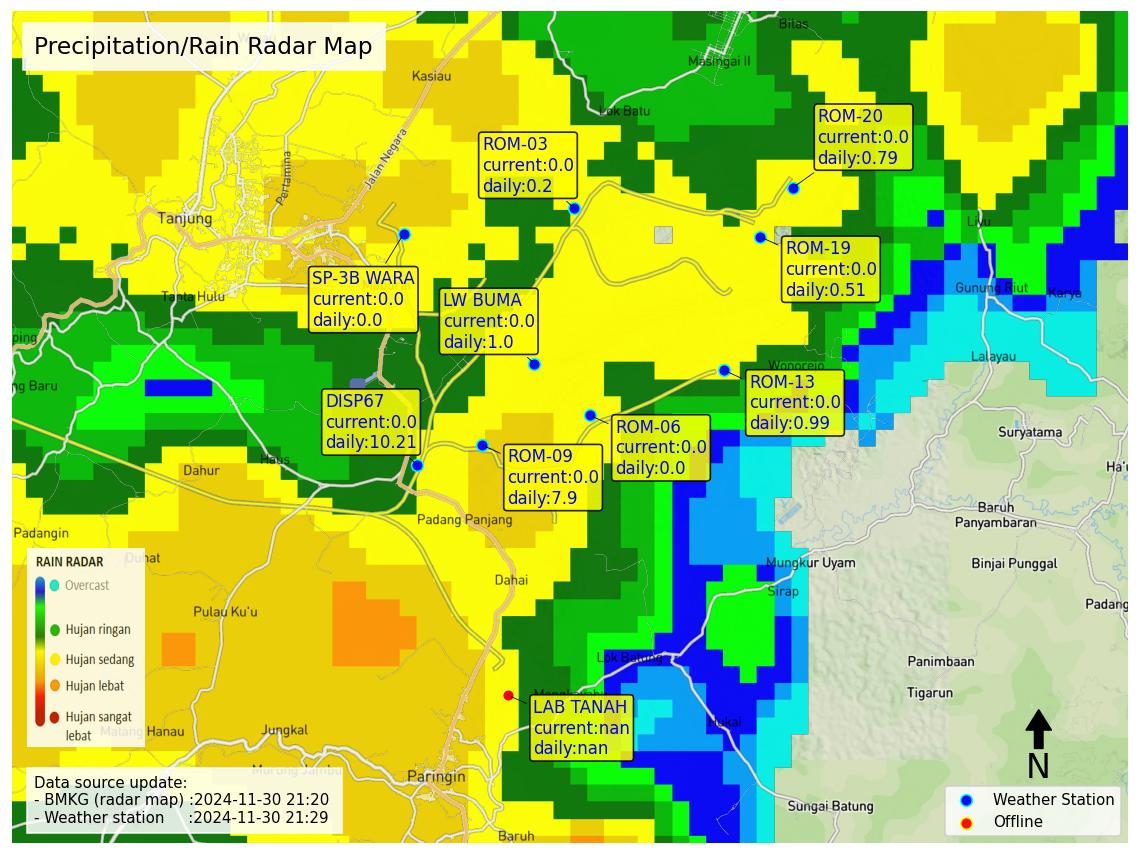 Bilas
Precipitation/Rain Radar Map
Masingai II
Kasiau
Lok Batu
ROM-20
current:0.0
daily:0.79
ROM-03
current:0.0
daily:0.2
Jalan Negara
Pertamina
Tanjung
ROM-19
current:0.0
daily:0.51
Liyu
SP-3B WARA
current:0.0
daily:0.0
LW BUMA
current:0.0
daily:1.0
Tanta Hulu
Gunung Riut
Karya
ping
Lalayau
Wonorejo
ng Baru
ROM-13
current:0.0
daily:0.99
DISP67
current:0.0
daily:10.21
ROM-06
current:0.0
daily:0.0
Suryatama
ROM-09
current:0.0
daily:7.9
Haus
Dahur
Ha'u
Baruh
Panyambaran
Padang Panjang
Padangin
Mungkur Uyam
Binjai Punggal
Dahai
Sirap
Padang
RAIN RADAR
Overcast
Hujan ringan
Hujan sedang
Hujan lebat
Hujan sangat
lebat
Pulau Ku'u
Lok Batung
Panimbaan
Tigarun
LAB TANAH
current:nan
daily:nan
Hukai
Jungkal
Paringin
N
Data source update:
- BMKG (radar map) :2024-11-30 21:20
- Weather station :2024-11-30 21:29
Weather Station
Offline
Sungai Batung
Baruh